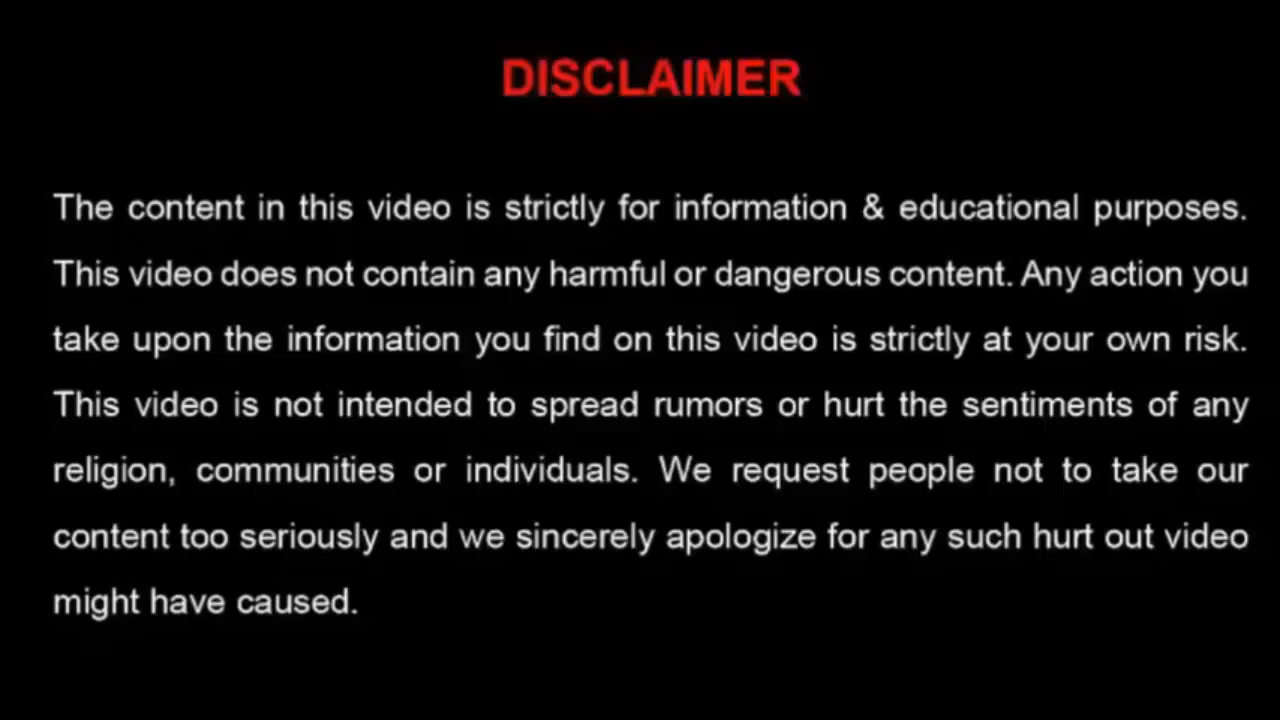 DISCLAIMER
The content in this video is strictly for information & educational purposes.
This video does not contain any harmful or dangerous content. Any action you
take upon the information you find on this video is strictly at your own risk.
This video is not intended to spread rumors or hurt the sentiments of any
religion, communities or individuals. We request people not to take our
content too seriously and we sincerely apologize for any such hurt out video
might have caused.